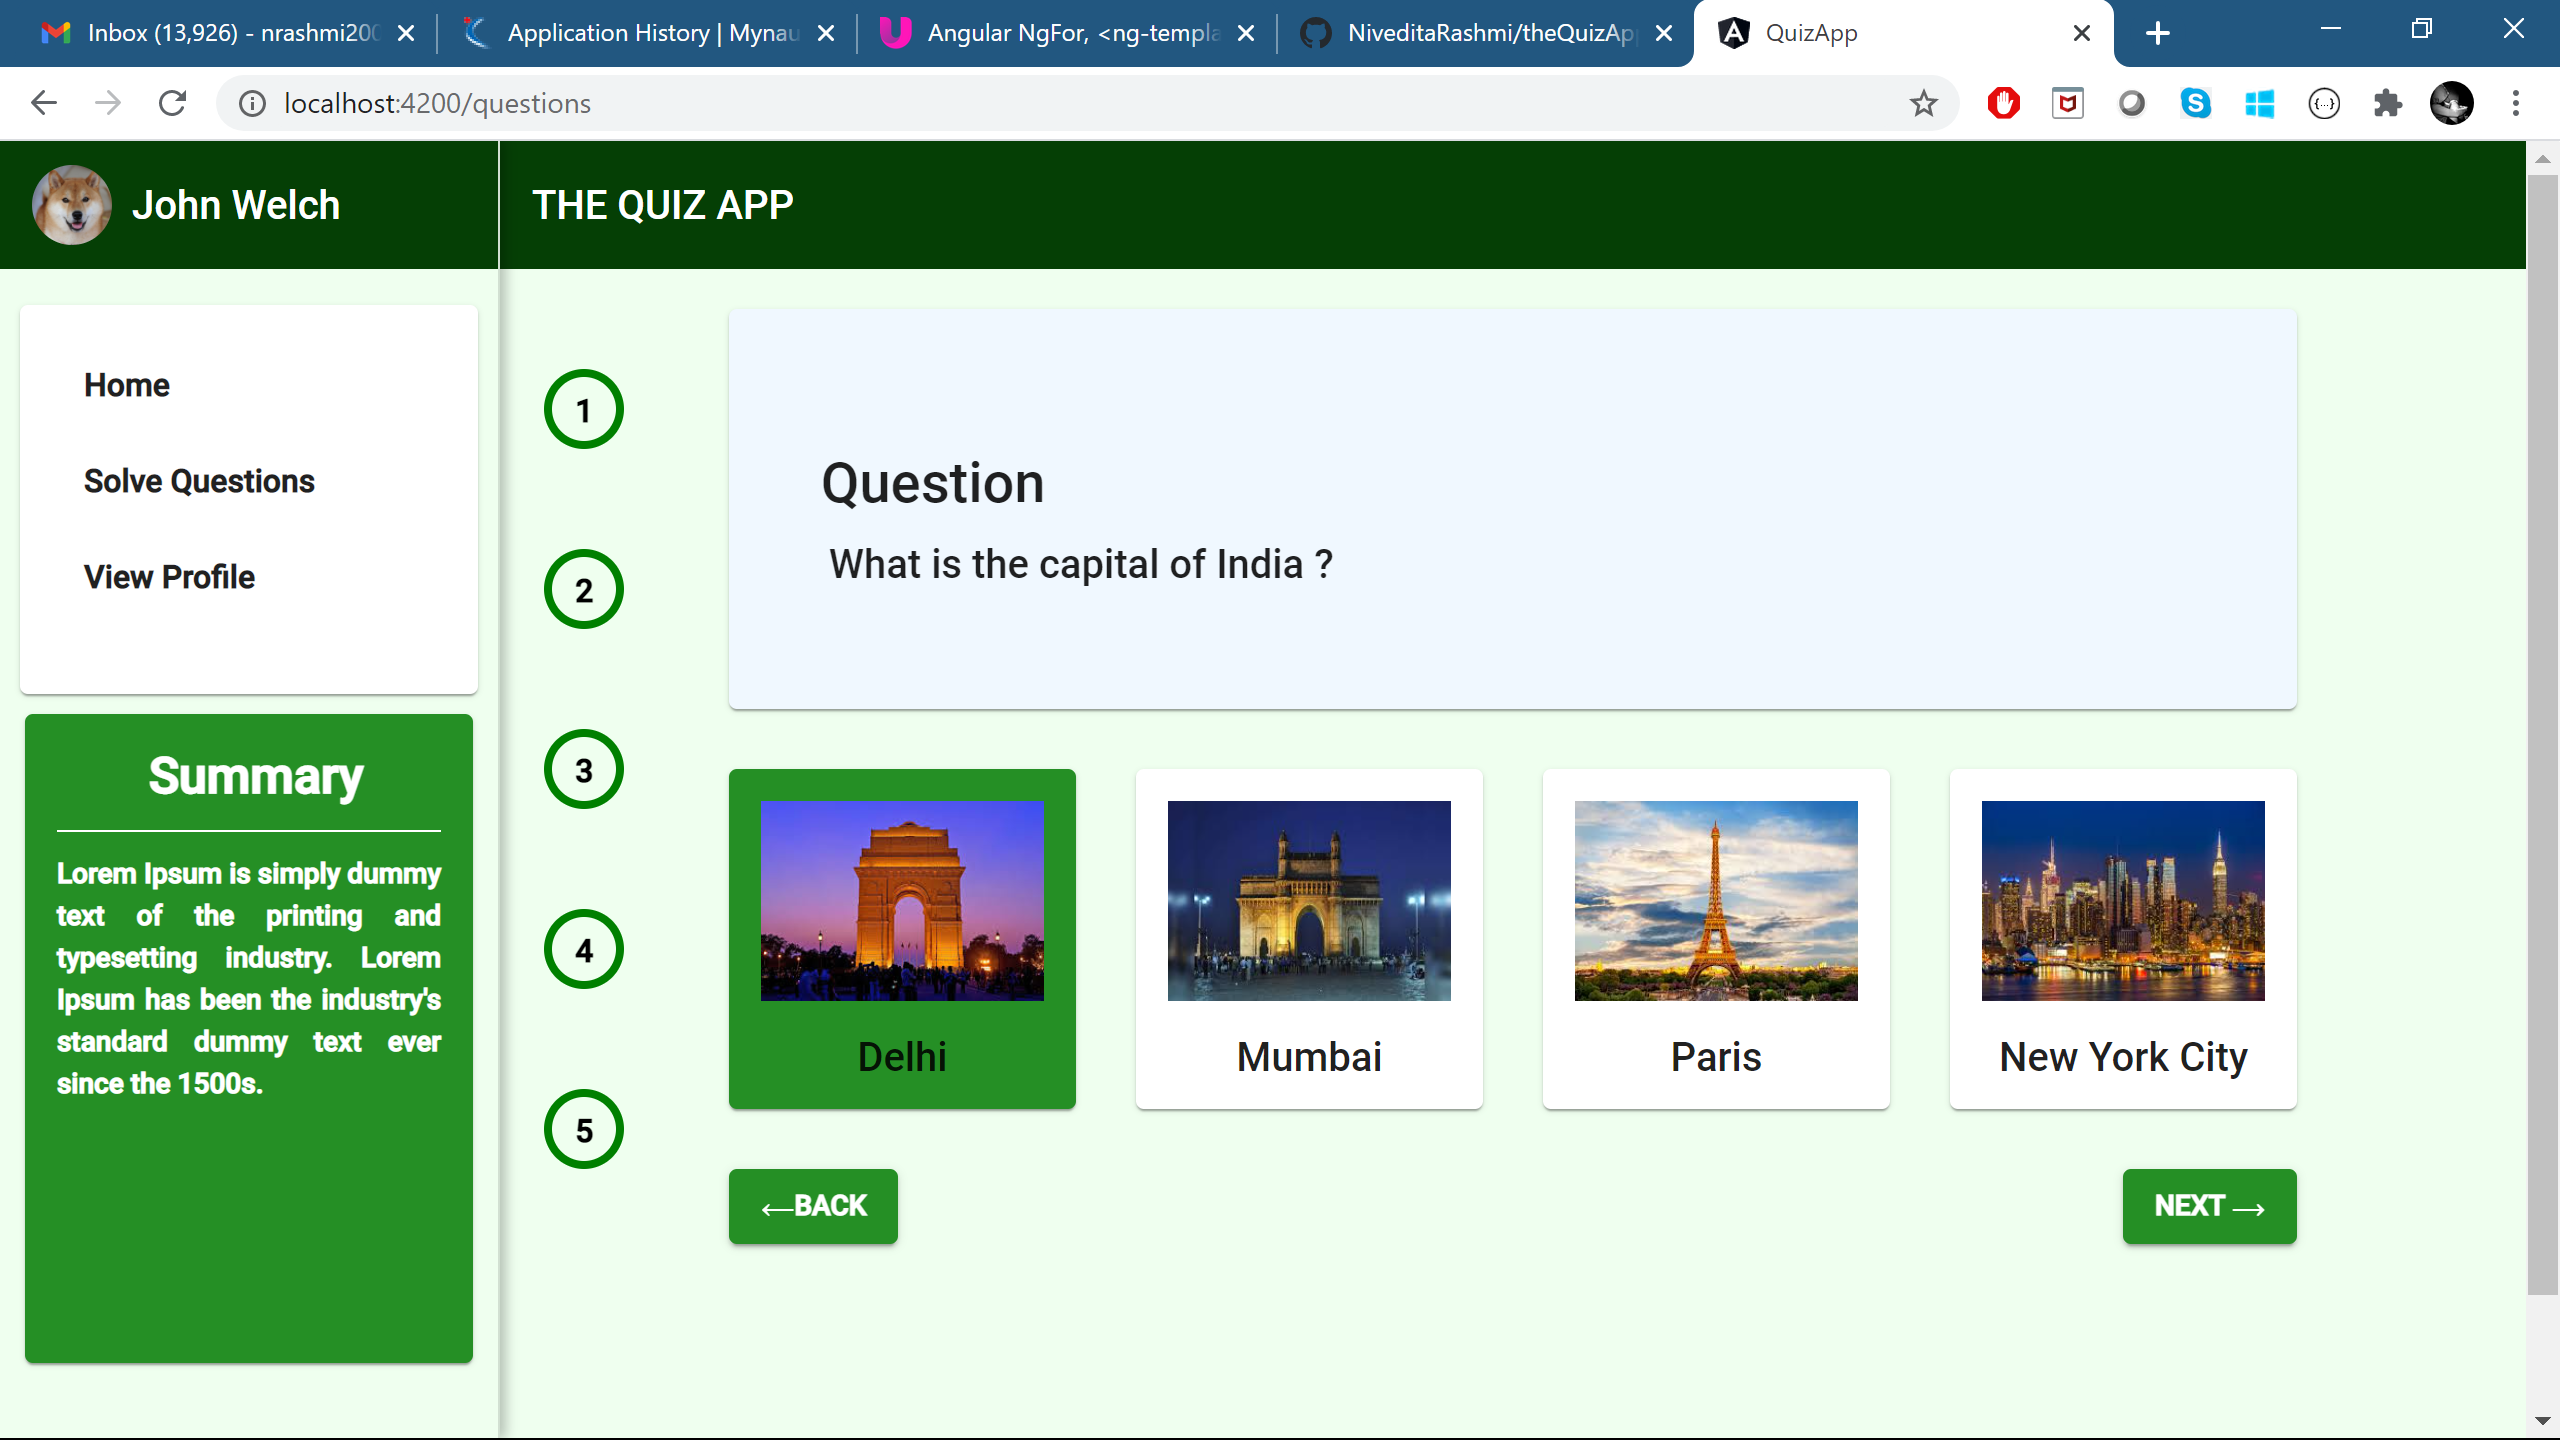 Inbox (13,926) - nrashmi200
Application History | Mynau
Angular NgFor, <ng-templa
NiveditaRashmi/theQuizAp
QuizApp
localhost:4200/questions
John Welch
THE QUIZ APP
Home
Solve Questions
View Profile
Summary
Lorem Ipsum is simply dummy
text of the printing and
typesetting industry. Lorem
Ipsum has been the industry's
standard dummy text ever
since the 1500s.
1
2
3
4
5
Question
What is the capital of India ?
Delhi
Mumbai
Paris
New York City
←BACK
NEXT →